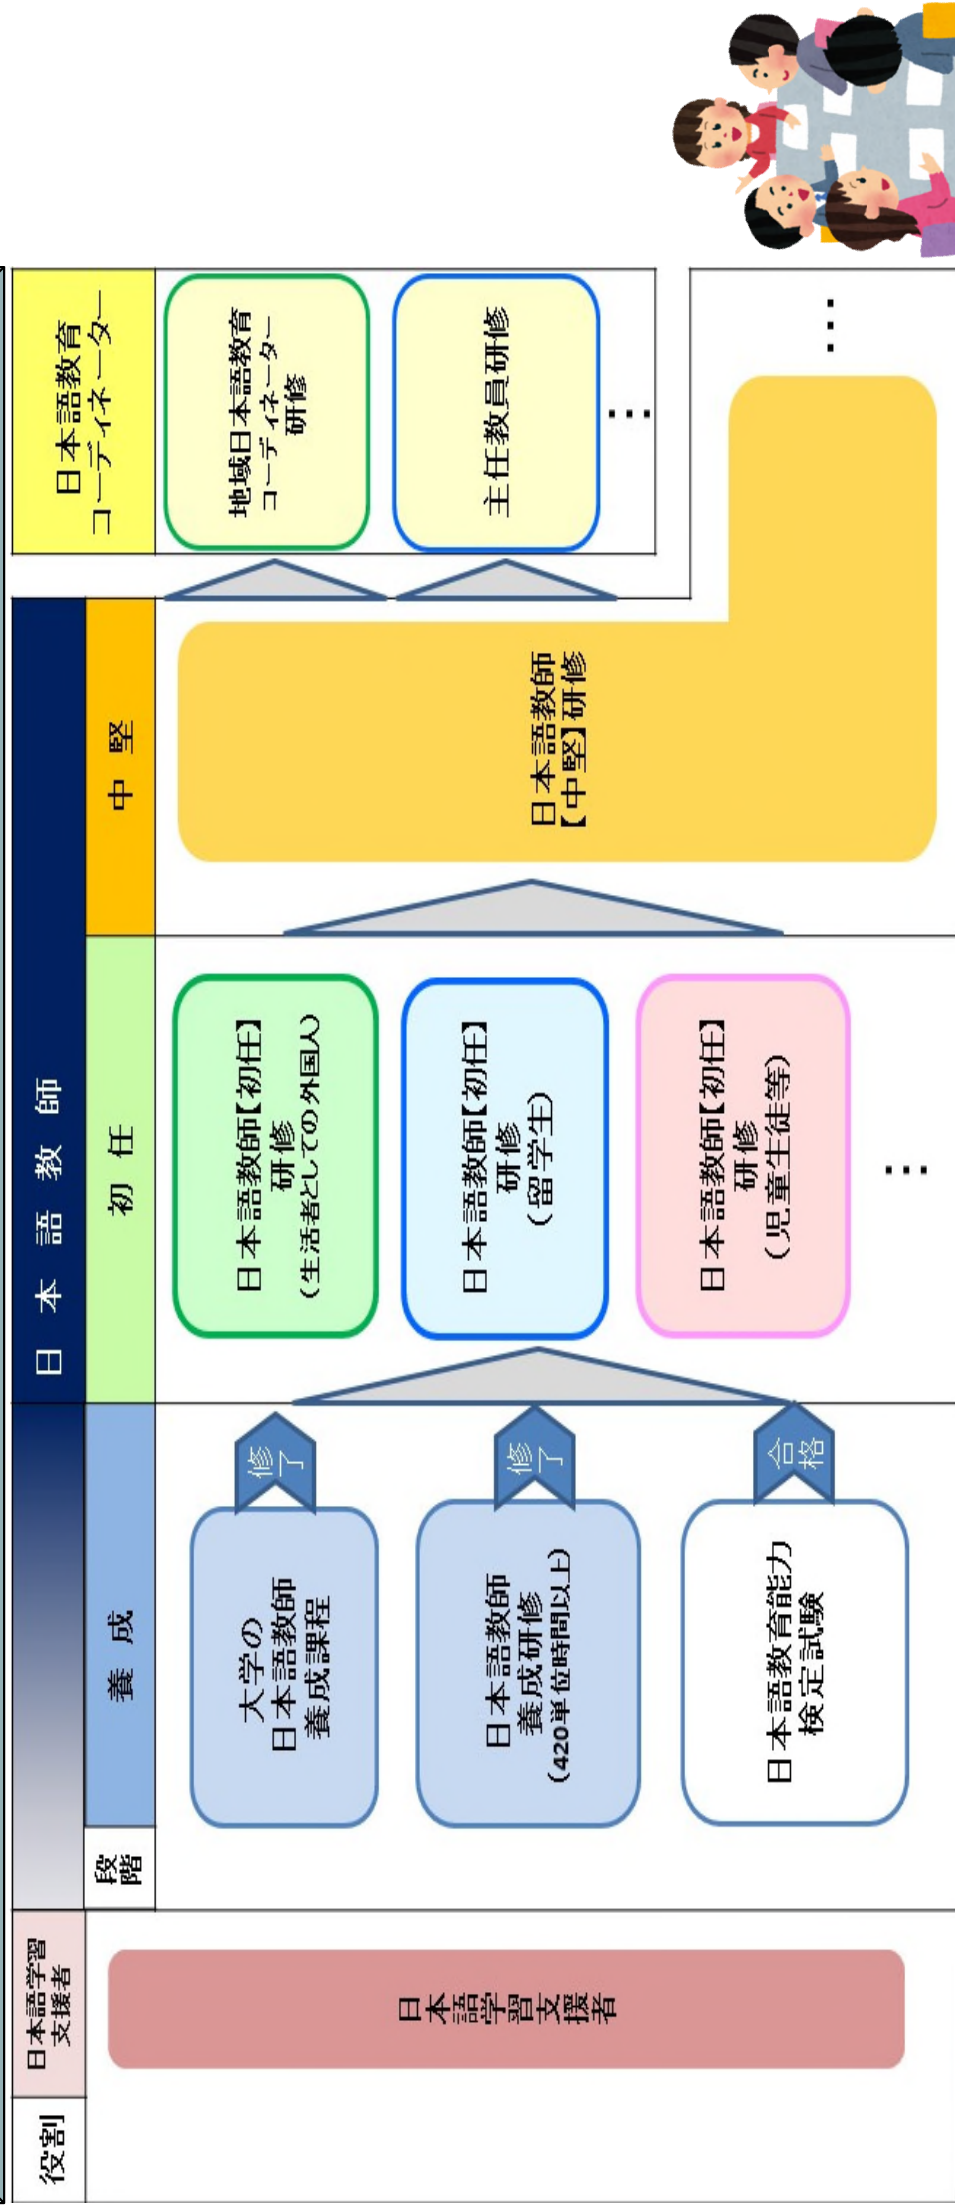 役割
日本語学習
支援者
日本語教師
日本語教育
コーディネーター
段
階
養成
初任
中堅
日本語学習支援者
大学の
日本語教師
養成課程
修
了
日本語教師
養成研修
（420単位時間以上）
修
了
日本語教育能力
検定試験
合
格
日本語教師【初任】
研修
（生活者としての外国人）
日本語教師【初任】
研修
（留学生）
日本語教師【初任】
研修
（児童生徒等）
…
日本語教師
【中堅】研修
地域日本語教育
コーディネーター
研修
主任教員研修
…
…